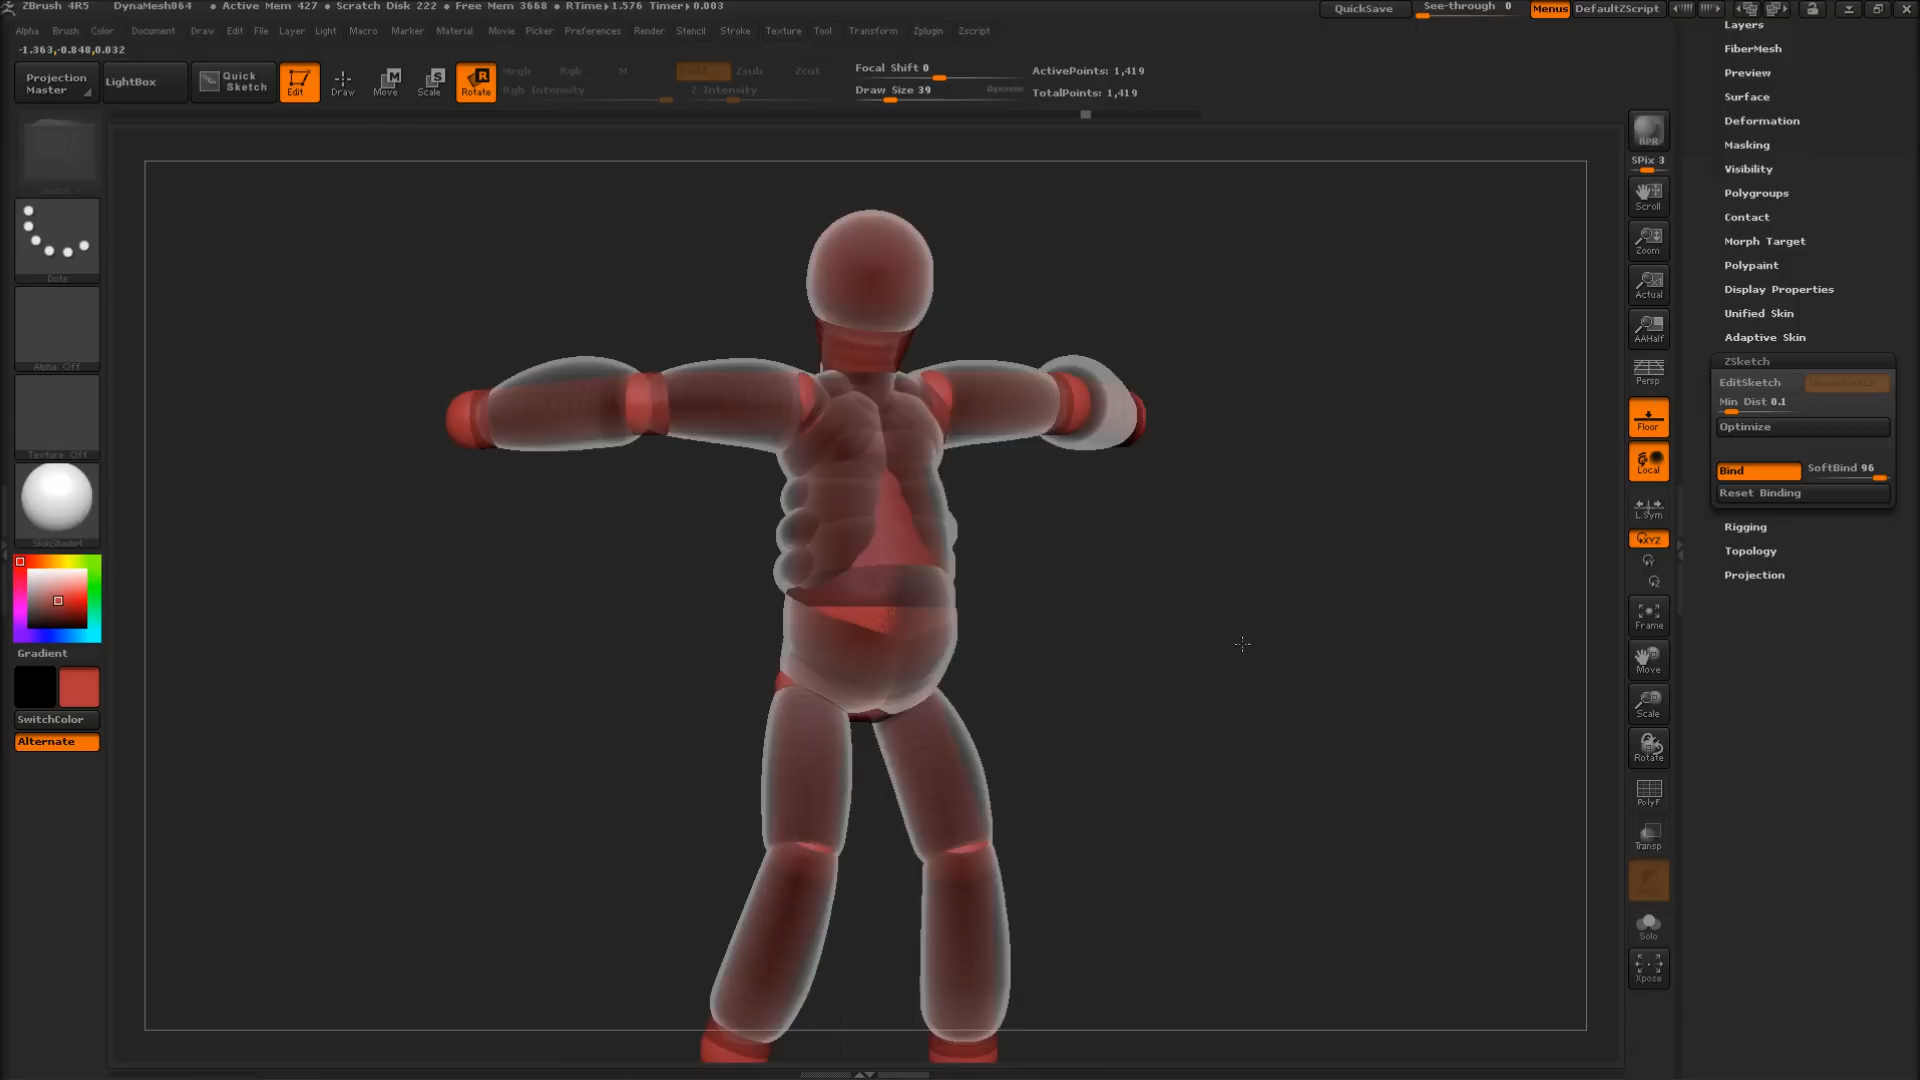 ZBrush 4R5 DynaMesh064 • Active Mem 427 • Scratch Disk 222 • Free Mem 3668 • RTime▸1.576 Timer▸0.003 QuickSave See-through 0 Menus DefaultZScript
Alpha Brush Color Document Draw Edit File Layer Light Macro Marker Material Movie Picker Preferences Render Stencil Stroke Texture Tool Transform Zplugin Zscript
-1.363,-0.848,0.032
Projection Master
LightBox
Quick Sketch
Edit
Draw
Move
Scale
Rotate
Mrgb Rgb M
Rgb Intensity
Zsub Zcut
Z Intensity
Focal Shift 0
Draw Size 39
Dynamic
ActivePoints: 1,419
TotalPoints: 1,419
Sketch 1
Dots
Alpha Off
Texture Off
SkinShade4
Gradient
SwitchColor
Alternate
BPR
SPix 3
Scroll
Zoom
Actual
AAHalf
Persp
Floor
Local
L.Sym
XYZ
Y
Z
Frame
Move
Scale
Rotate
PolyF
Transp
Solo
Xpose
Layers
FiberMesh
Preview
Surface
Deformation
Masking
Visibility
Polygroups
Contact
Morph Target
Polypaint
Display Properties
Unified Skin
Adaptive Skin
ZSketch
EditSketch
Min Dist 0.1
Optimize
Bind SoftBind 96
Reset Binding
Rigging
Topology
Projection